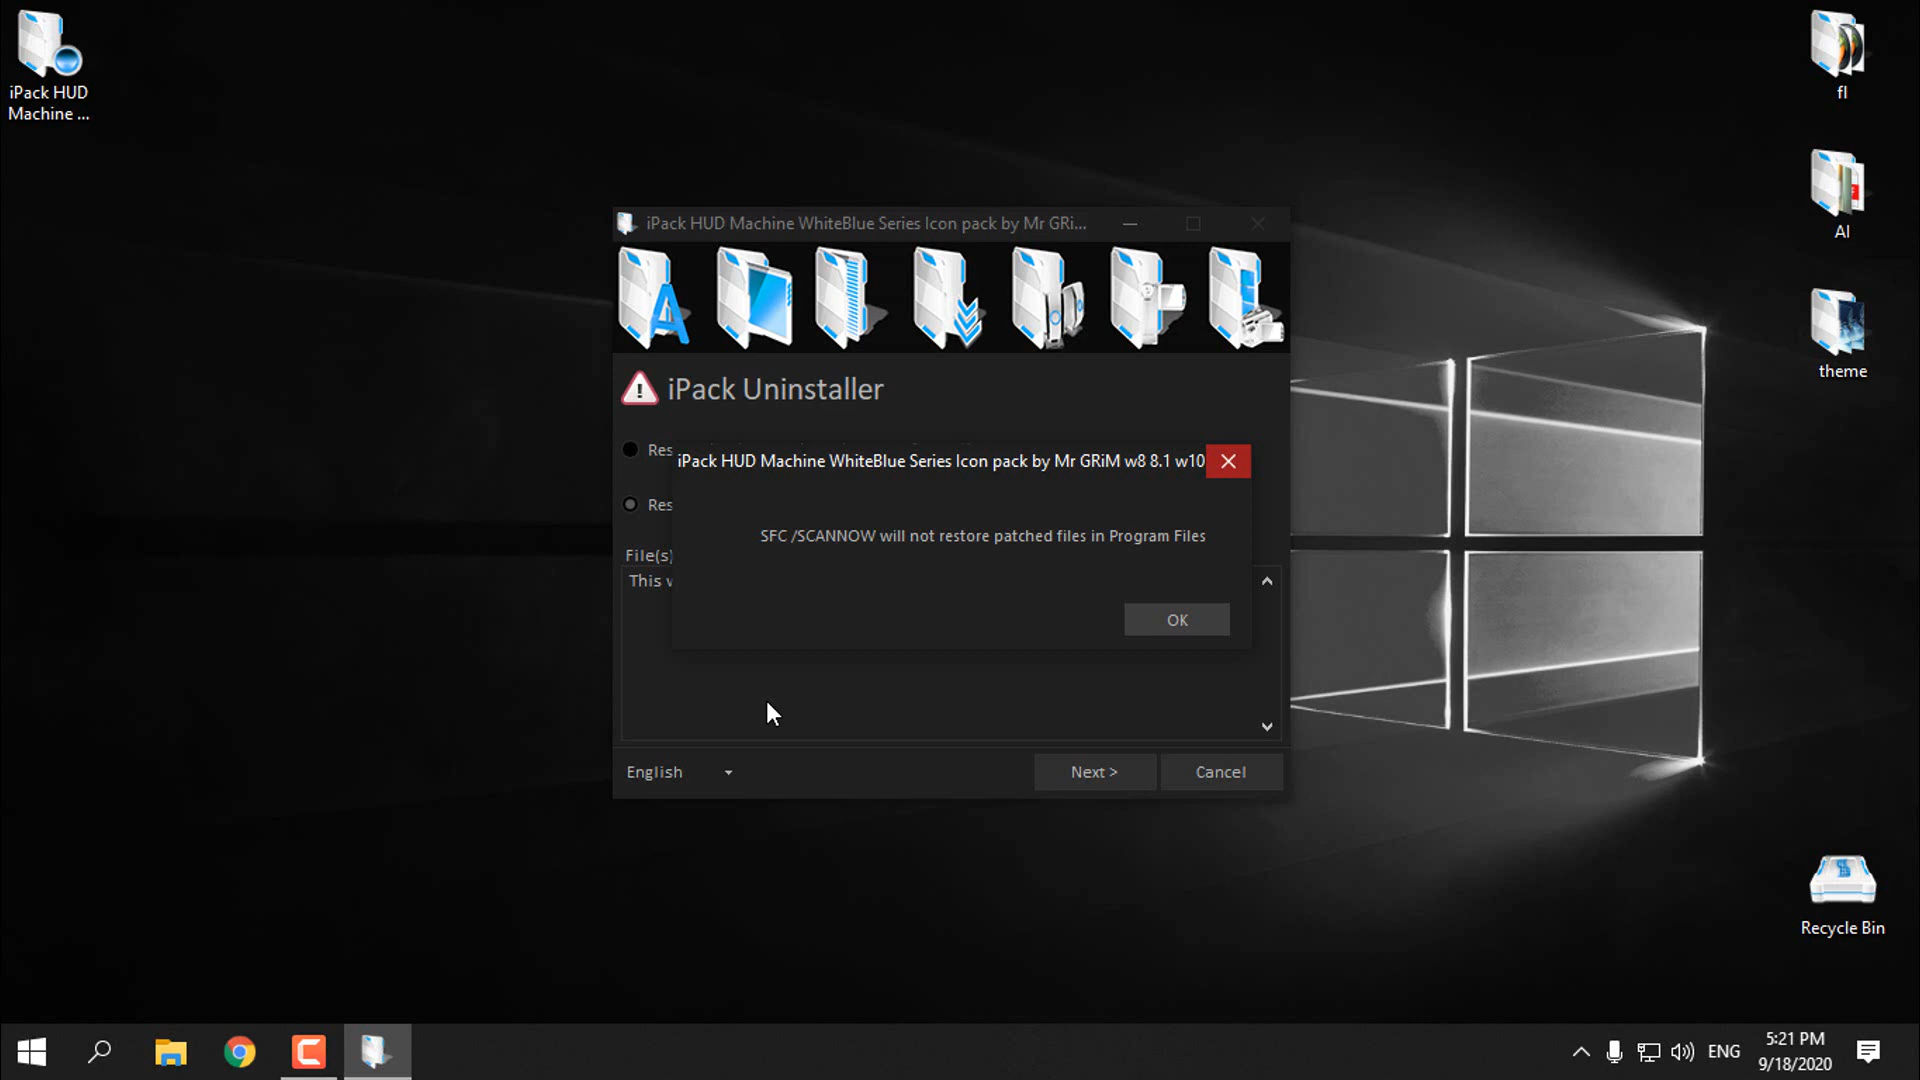 iPack HUD
Machine ...
fl
AI
theme
iPack HUD Machine WhiteBlue Series Icon pack by Mr GRi...
iPack Uninstaller
Res
iPack HUD Machine WhiteBlue Series Icon pack by Mr GRiM w8 8.1 w10
Res
SFC /SCANNOW will not restore patched files in Program Files
File(s)
This w
OK
English
Next >
Cancel
Recycle Bin
ENG
5:21 PM
9/18/2020